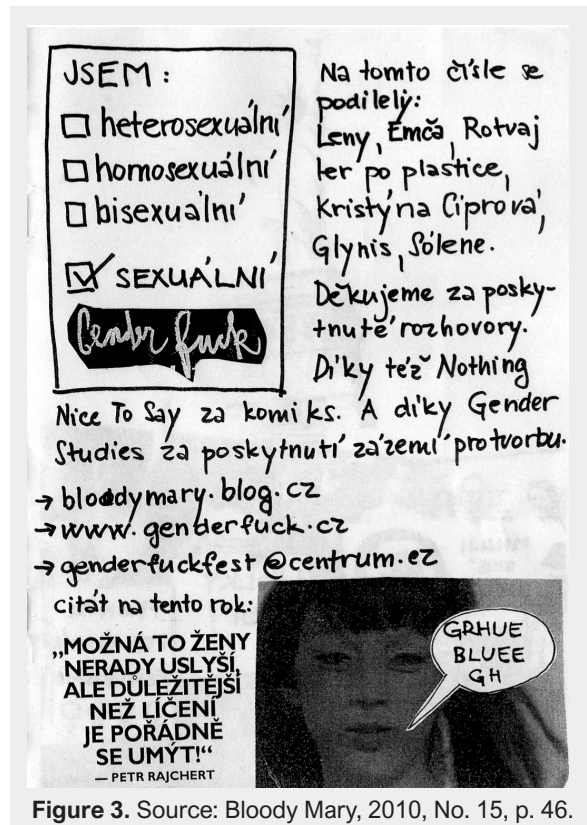 JSEM:
heterosexuální
homosexuální
bisexuální
SEXUÁLNÍ
Gender fuck
Na tomto čísle se
podílely:
Leny, Emča, Rotvaj
ler po plastice,
Kristýna Ciprová,
Glynis, Sólene.
Děkujeme za posky-
tnuté rozhovory.
Díky též Nothing
Nice To Say za komiks. A díky Gender
Studies za poskytnutí zázemí pro tvorbu.
→ bloodymary.blog.cz
→ www.genderfuck.cz
→ genderfuckfest@centrum.cz
citát na tento rok:
„MOŽNÁ TO ŽENY
NERADY USLYŠÍ,
ALE DŮLEŽITĚJŠÍ
NEŽ LÍČENÍ
JE POŘÁDNĚ
SE UMÝT!“
— PETR RAJCHERT
GRHUE
BLUEE
GH
Figure 3. Source: Bloody Mary, 2010, No. 15, p. 46.